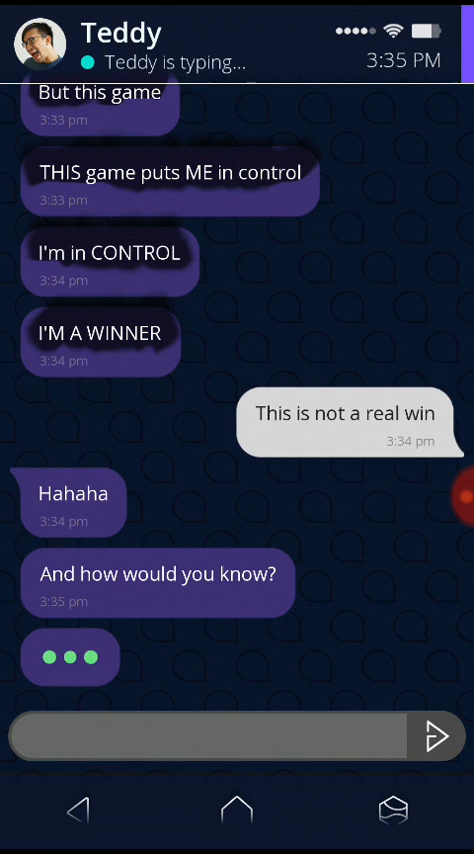 Teddy
Teddy is typing...
3:35 PM
But this game
3:33 pm
THIS game puts ME in control
3:33 pm
I'm in CONTROL
3:34 pm
I'M A WINNER
3:34 pm
This is not a real win
3:34 pm
Hahaha
3:34 pm
And how would you know?
3:35 pm